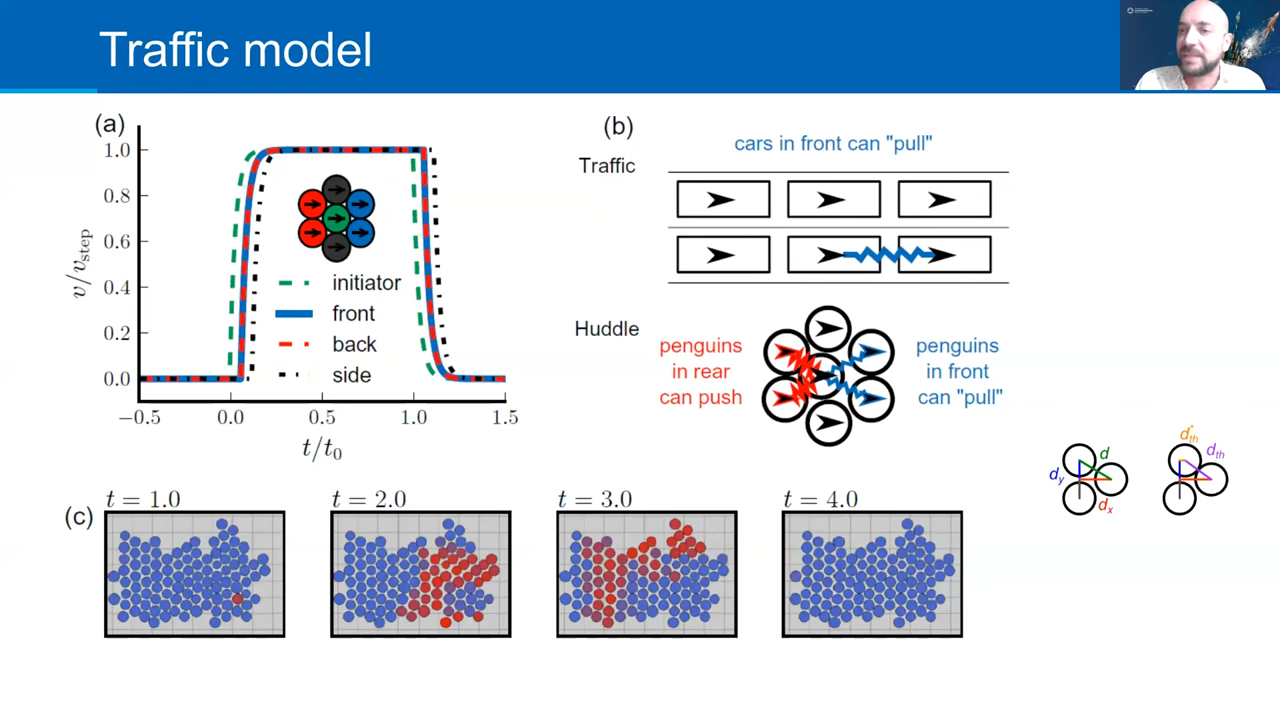 Traffic model
(a)
1.0
0.8
0.6
0.4
0.2
0.0
v/v_step
−0.5
0.0
0.5
1.0
1.5
t/t_0
initiator
front
back
side
(b)
cars in front can "pull"
Traffic
Huddle
penguins
in rear
can push
penguins
in front
can "pull"
d_y
d
d_x
d*_th
d_th
(c)
t = 1.0
t = 2.0
t = 3.0
t = 4.0